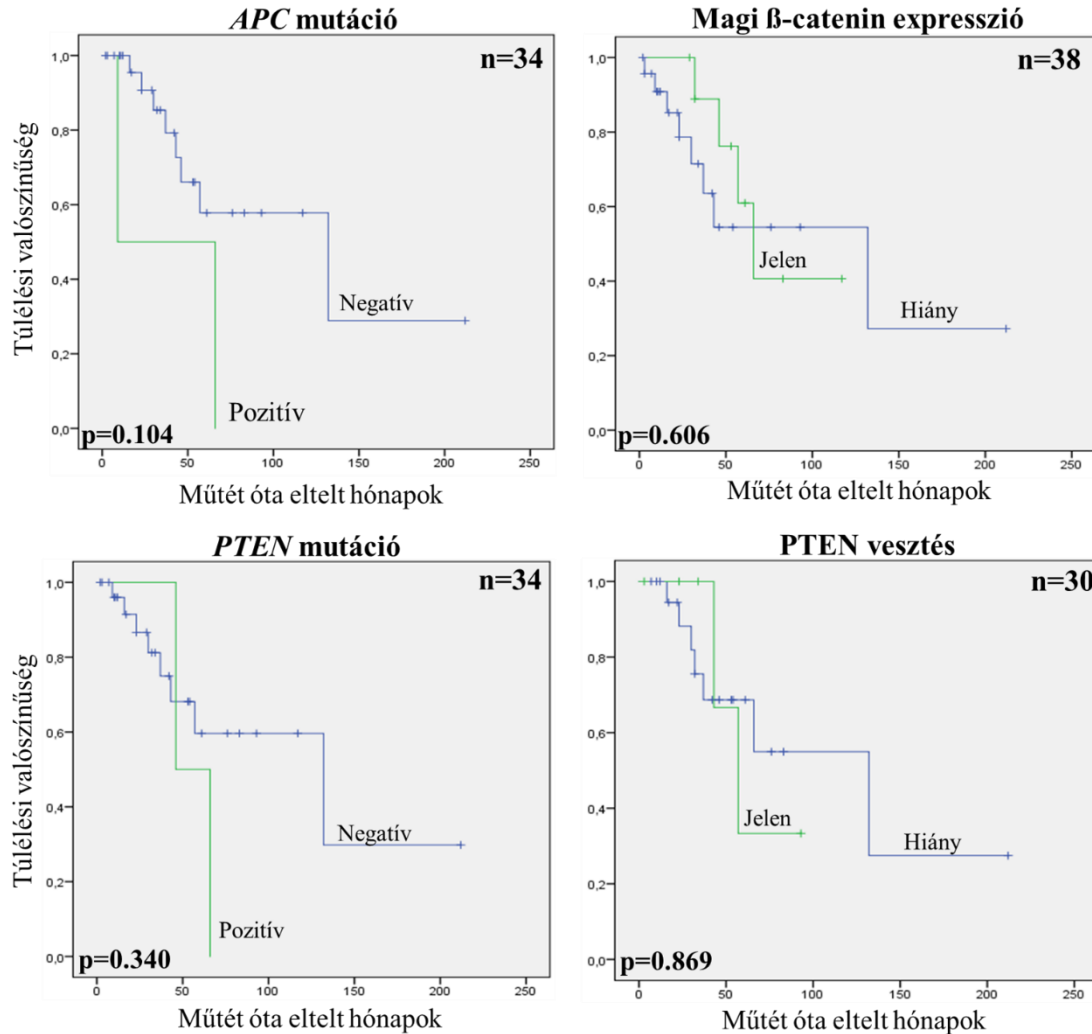 APC mutáció
n=34
Túlélési valószínűség
1,0
0,8
0,6
0,4
0,2
0,0
Negatív
Pozitív
p=0.104
0 50 100 150 200 250
Műtét óta eltelt hónapok
Magi ß-catenin expresszió
n=38
1,0
0,8
0,6
0,4
0,2
0,0
Jelen
Hiány
p=0.606
0 50 100 150 200 250
Műtét óta eltelt hónapok
PTEN mutáció
n=34
Túlélési valószínűség
1,0
0,8
0,6
0,4
0,2
0,0
Negatív
Pozitív
p=0.340
0 50 100 150 200 250
Műtét óta eltelt hónapok
PTEN vesztés
n=30
1,0
0,8
0,6
0,4
0,2
0,0
Jelen
Hiány
p=0.869
0 50 100 150 200 250
Műtét óta eltelt hónapok